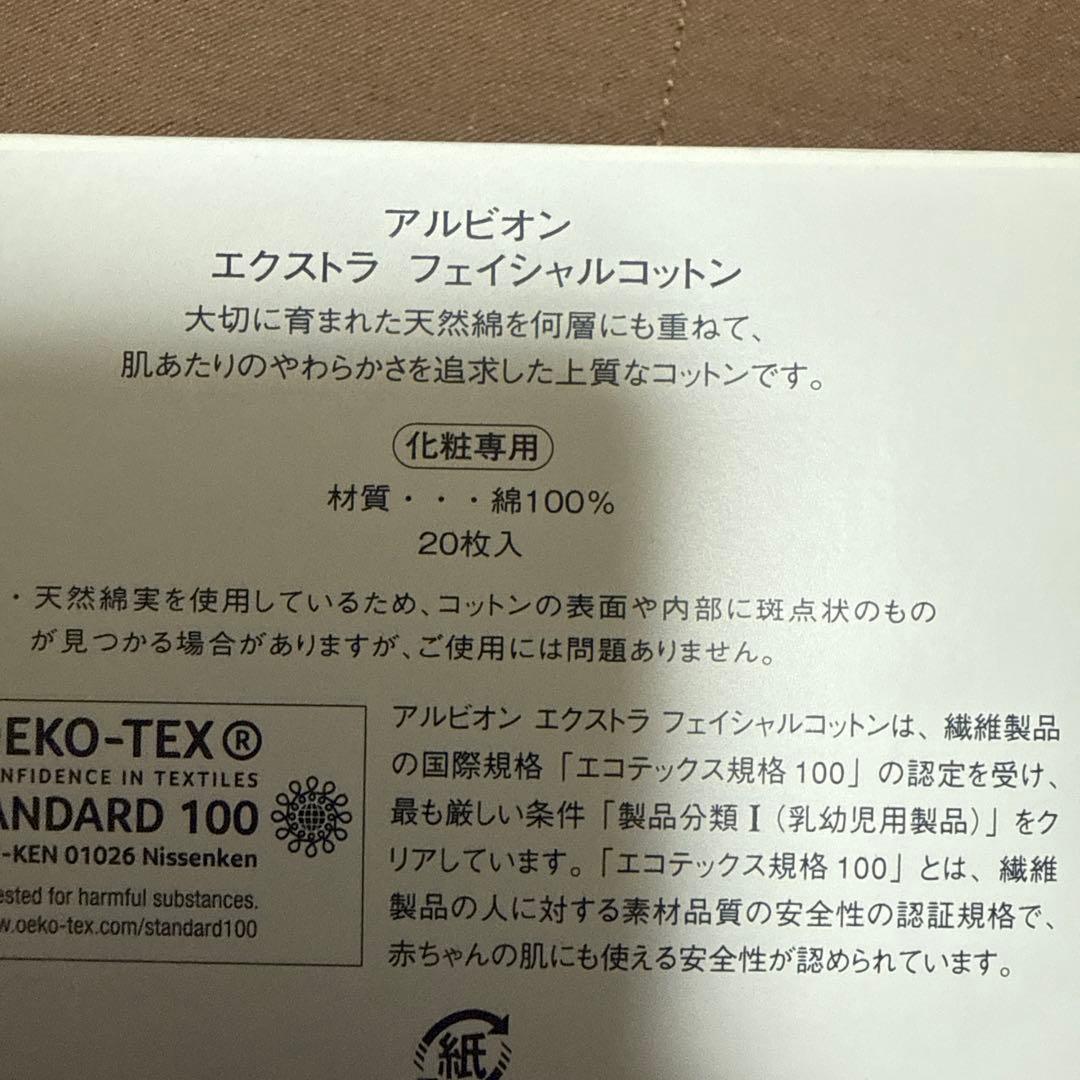 アルビオン
エクストラ フェイシャルコットン
大切に育まれた天然綿を何層にも重ねて、
肌あたりのやわらかさを追求した上質なコットンです。
化粧専用
材質・・・綿100%
20枚入
・天然綿実を使用しているため、コットンの表面や内部に斑点状のもの
が見つかる場合がありますが、ご使用には問題ありません。
OEKO-TEX®
CONFIDENCE IN TEXTILES
STANDARD 100
-KEN 01026 Nissenken
Tested for harmful substances.
www.oeko-tex.com/standard100
アルビオン エクストラ フェイシャルコットンは、繊維製品
の国際規格「エコテックス規格100」の認定を受け、
最も厳しい条件「製品分類Ⅰ(乳幼児用製品)」をク
リアしています。「エコテックス規格100」とは、繊維
製品の人に対する素材品質の安全性の認証規格で、
赤ちゃんの肌にも使える安全性が認められています。
紙